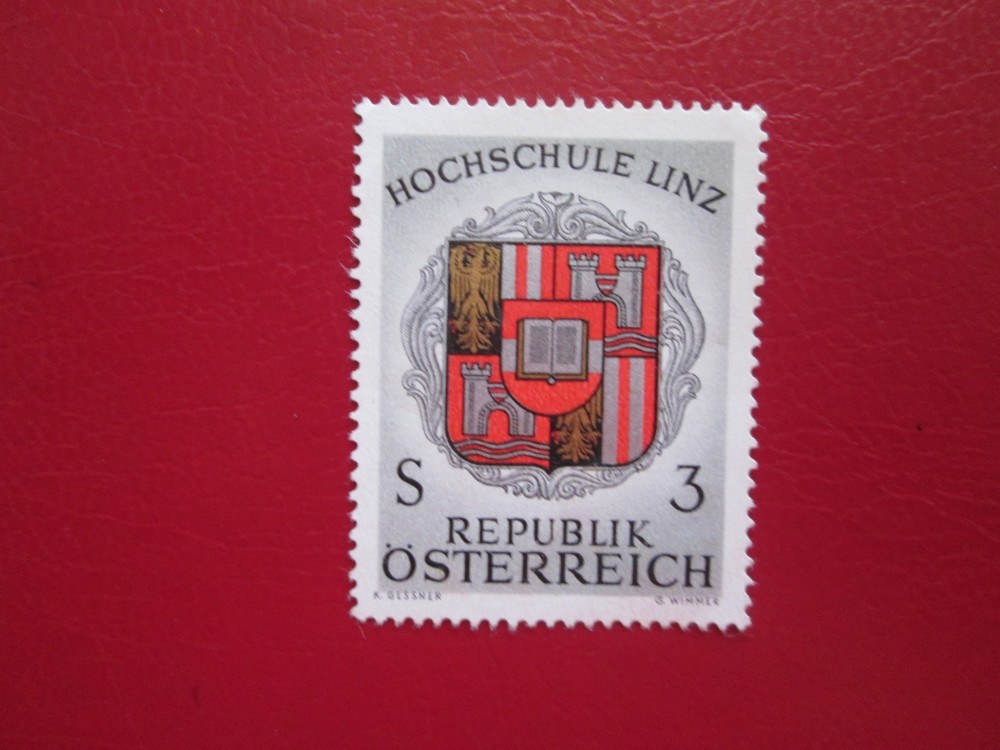 HOCHSCHULE LINZ
S 3
REPUBLIK
ÖSTERREICH
K. GESSNER G. WIMMER